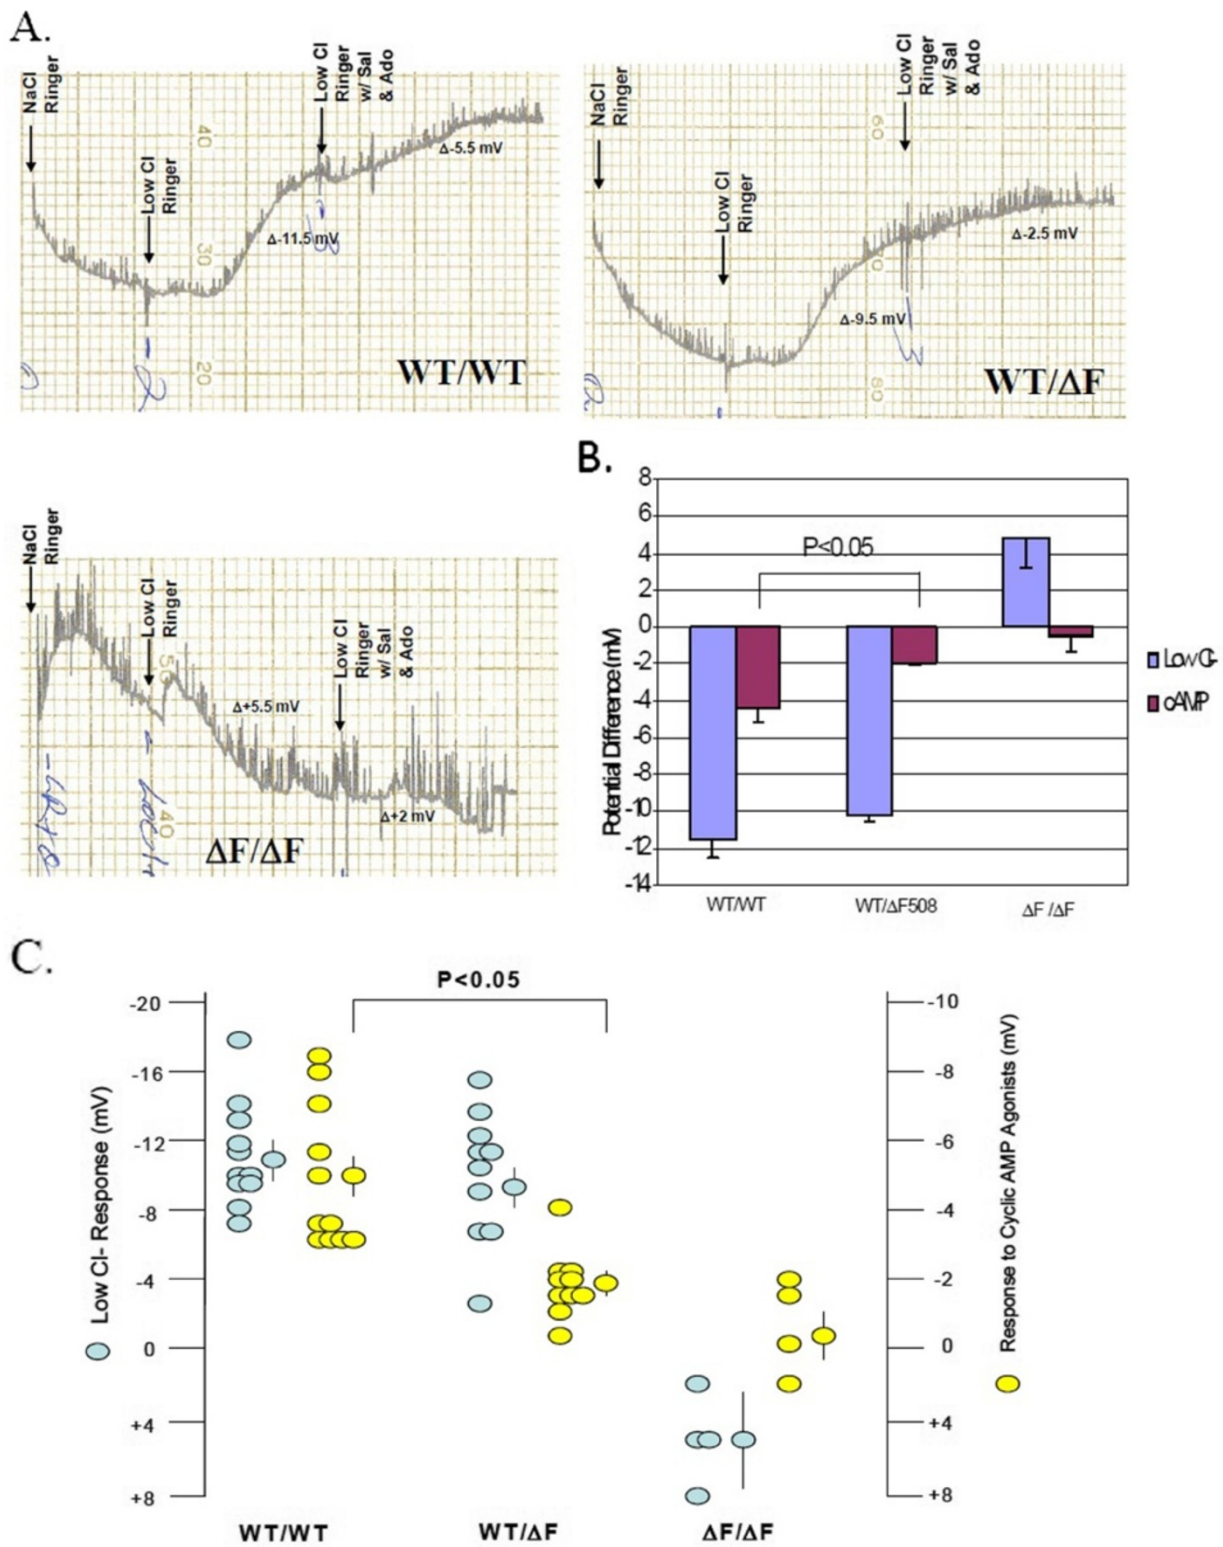 A.
NaCl
Ringer
Low Cl
Ringer
Low Cl
Ringer
w/ Sal
& Ado
40
30
20
Δ-11.5 mV
Δ-5.5 mV
WT/WT
NaCl
Ringer
Low Cl
Ringer
Low Cl
Ringer
w/ Sal
& Ado
60
80
Δ-9.5 mV
Δ-2.5 mV
WT/ΔF
NaCl
Ringer
Low Cl
Ringer
Low Cl
Ringer
w/ Sal
& Ado
50
40
Δ+5.5 mV
Δ+2 mV
ΔF/ΔF
B.
8
6
4
2
0
-2
-4
-6
-8
-10
-12
-14
Potential Difference (mV)
P<0.05
WT/WT
WT/ΔF508
ΔF /ΔF
Low Cl-
cAMP
C.
P<0.05
-20
-16
-12
-8
-4
0
+4
+8
Low Cl- Response (mV)
-10
-8
-6
-4
-2
0
+4
+8
Response to Cyclic AMP Agonists (mV)
WT/WT
WT/ΔF
ΔF/ΔF